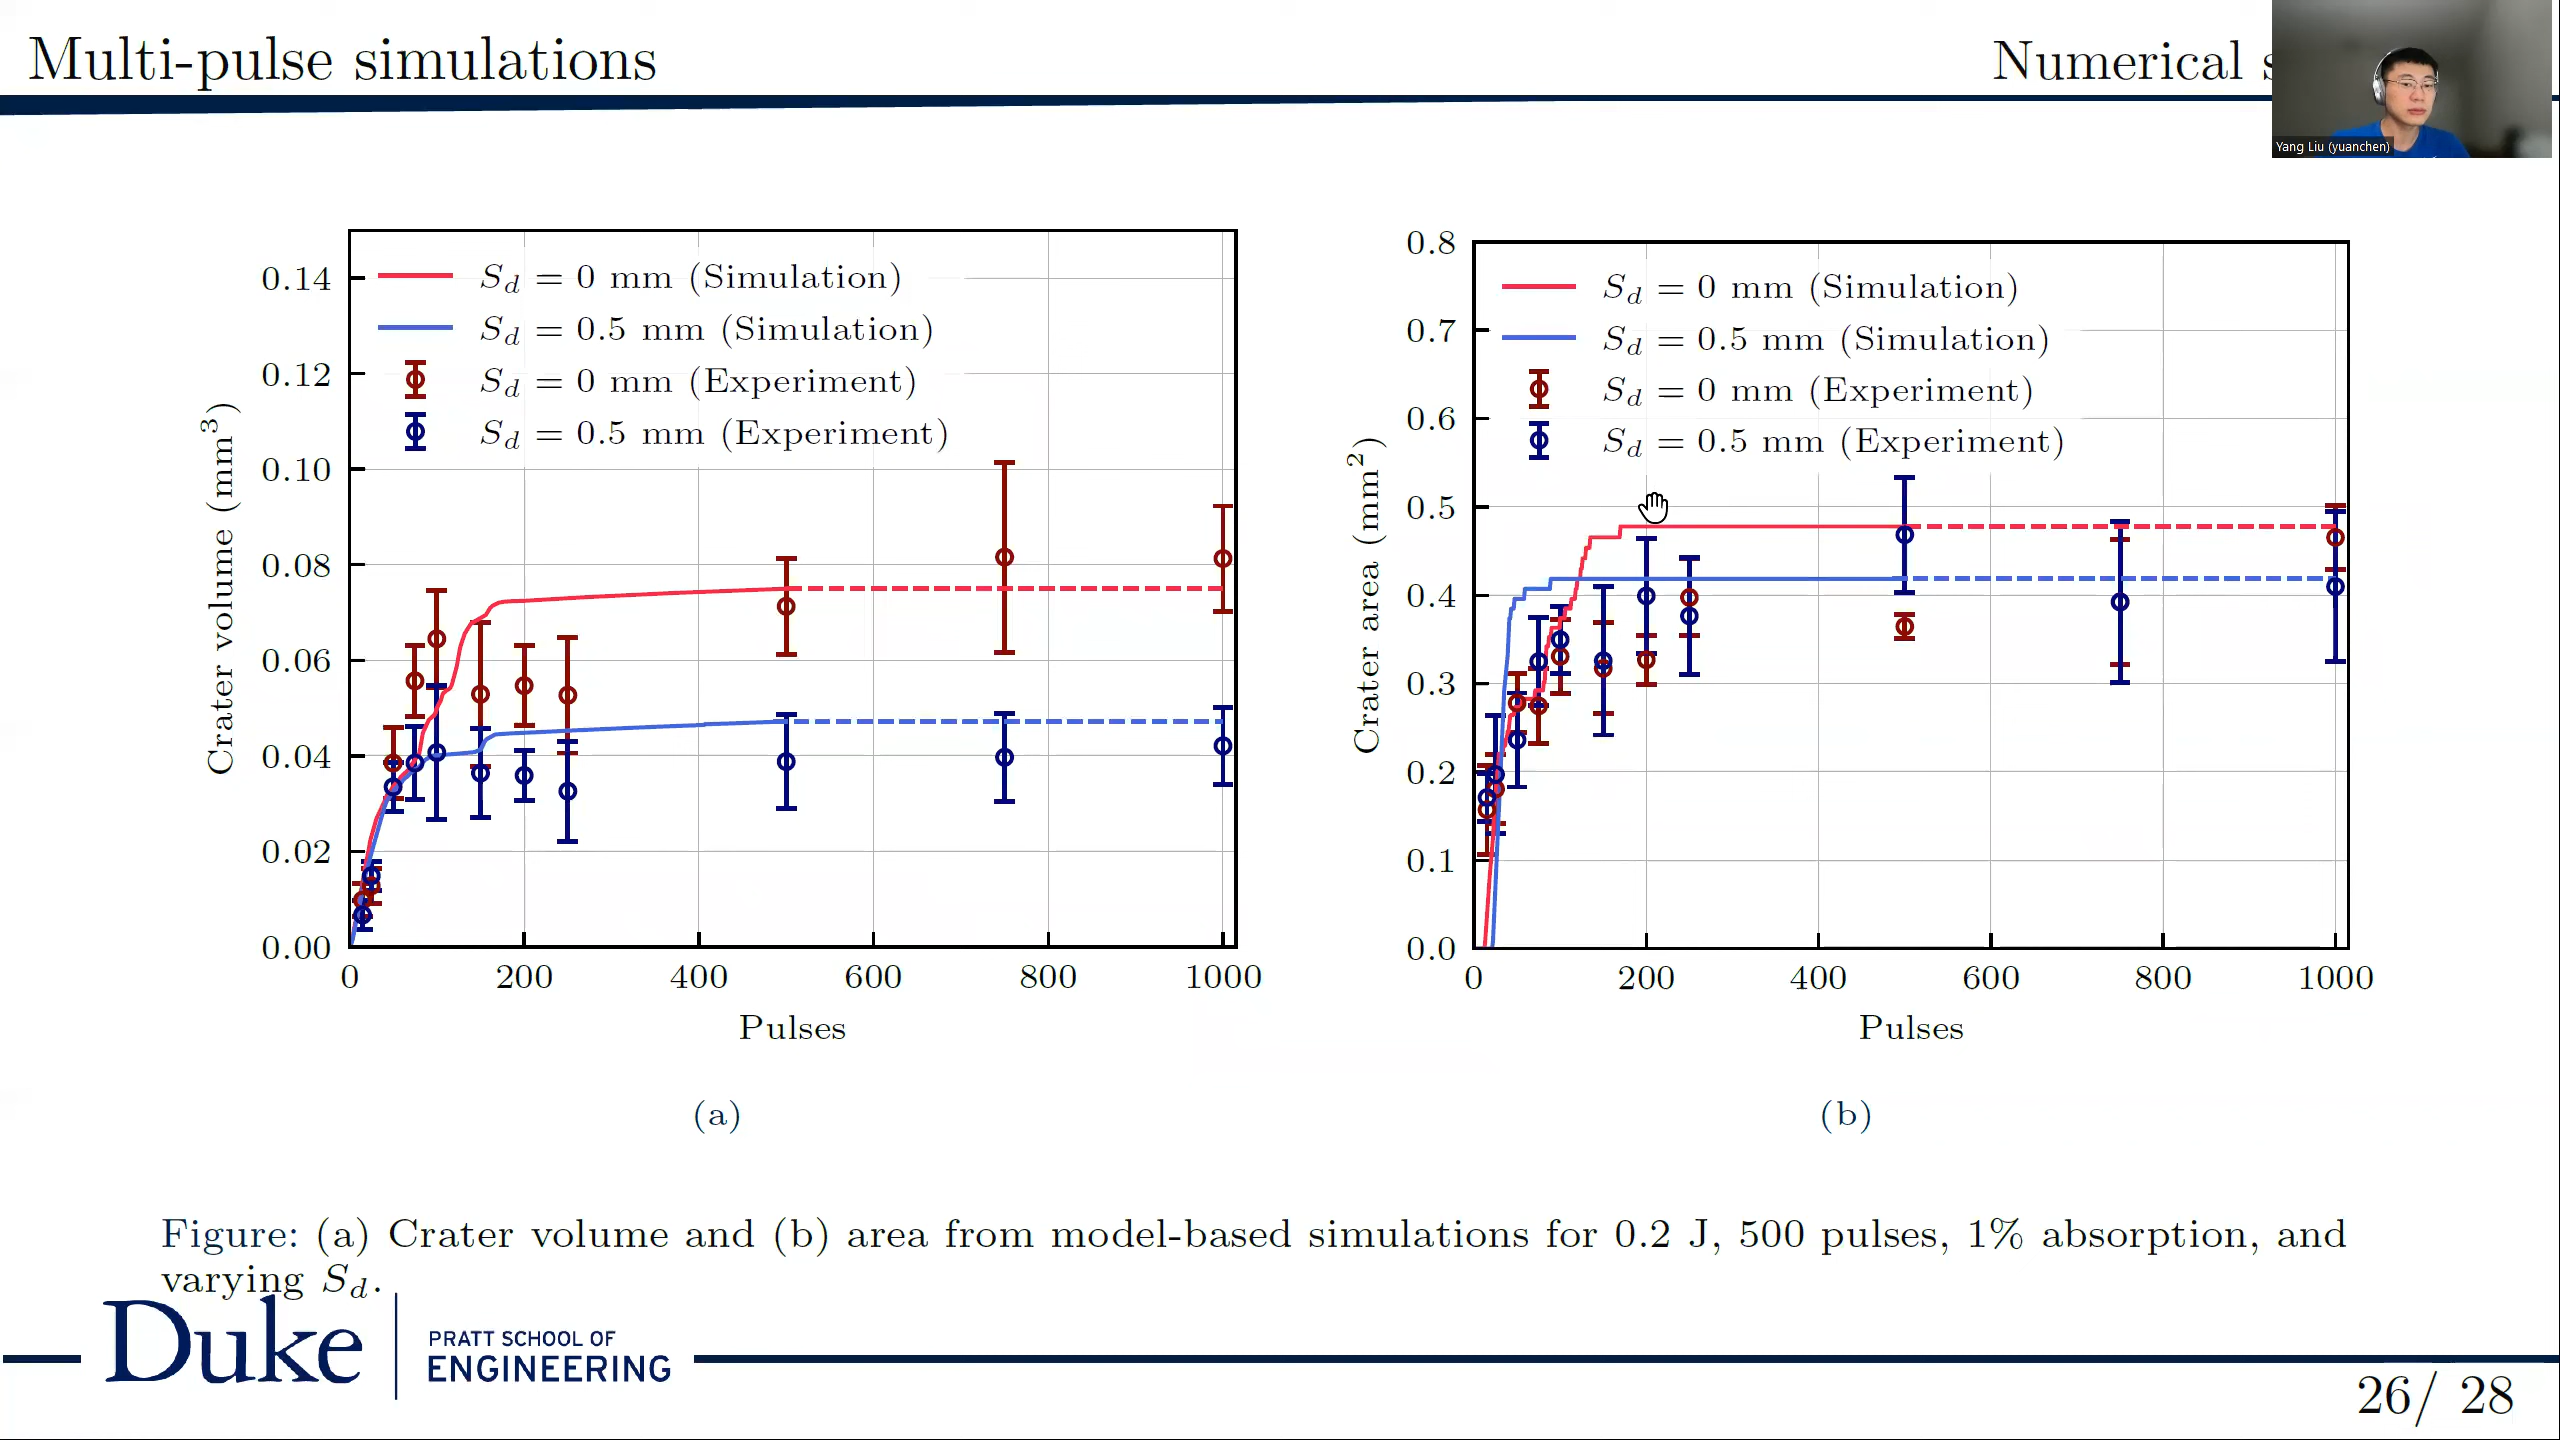 Multi-pulse simulations
Numerical s
Yang Liu (yuanchen)
S_d = 0 mm (Simulation)
S_d = 0.5 mm (Simulation)
S_d = 0 mm (Experiment)
S_d = 0.5 mm (Experiment)
0.14
0.12
0.10
0.08
0.06
0.04
0.02
0.00
Crater volume (mm³)
0 200 400 600 800 1000
Pulses
(a)
S_d = 0 mm (Simulation)
S_d = 0.5 mm (Simulation)
S_d = 0 mm (Experiment)
S_d = 0.5 mm (Experiment)
0.8
0.7
0.6
0.5
0.4
0.3
0.2
0.1
0.0
Crater area (mm²)
0 200 400 600 800 1000
Pulses
(b)
Figure: (a) Crater volume and (b) area from model-based simulations for 0.2 J, 500 pulses, 1% absorption, and
varying S_d.
Duke
PRATT SCHOOL OF
ENGINEERING
26/ 28